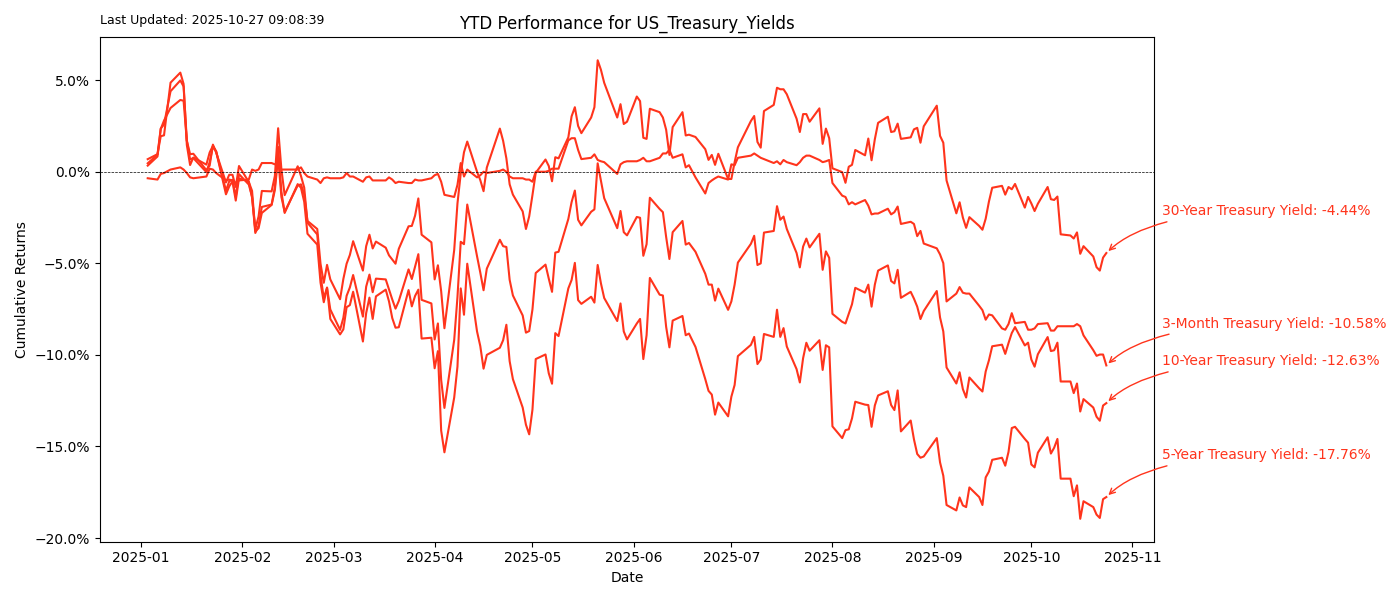 Last Updated: 2025-10-27 09:08:39
YTD Performance for US_Treasury_Yields
Cumulative Returns
5.0%
0.0%
−5.0%
−10.0%
−15.0%
−20.0%
30-Year Treasury Yield: -4.44%
3-Month Treasury Yield: -10.58%
10-Year Treasury Yield: -12.63%
5-Year Treasury Yield: -17.76%
2025-01 2025-02 2025-03 2025-04 2025-05 2025-06 2025-07 2025-08 2025-09 2025-10 2025-11
Date